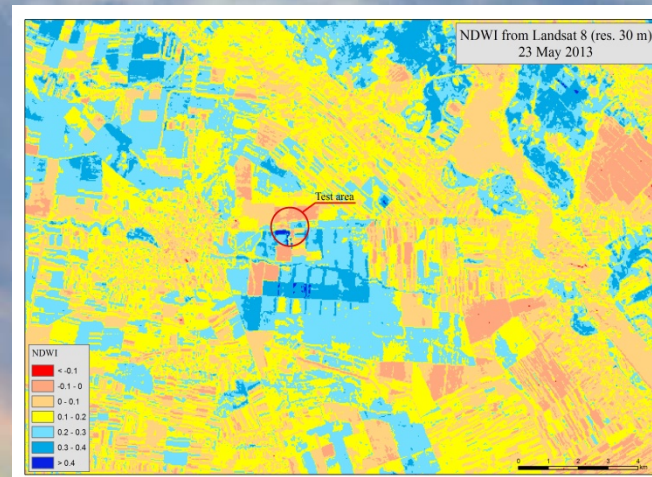 NDWI from Landsat 8 (res. 30 m)
23 May 2013
Test area
NDWI
< -0.1
-0.1 - 0
0 - 0.1
0.1 - 0.2
0.2 - 0.3
0.3 - 0.4
> 0.4
0 1 2 3 4
km